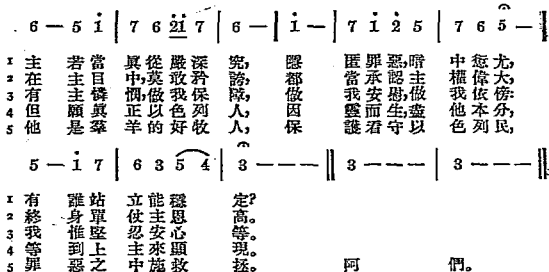 6 — 5 i | 7 6 2i 7 | 6 — | i — | 7 i 2 5 | 7 6 5 — ‖
1 主 若 當 眞 從 嚴 深 究, 隱 匿 罪 惡, 暗 中 愆 尤,
2 在 主 目 中, 莫 敢 矜 誇, 都 當 承 認 主 權 偉 大,
3 有 主 憐 憫, 做 我 保 障, 做 我 安 慰, 做 我 依 傍:
4 但 願 眞 正 以 色 列 人, 因 靈 而 生, 盡 他 本 分,
5 他 是 羣 羊 的 好 牧 人, 保 護 看 守 以 色 列 民,
5 — i 7 | 6 3 5 4 | 3 — — ‖ 3 — — | 3 — — ‖
1 有 誰 站 立 能 穩 定?
2 終 身 單 仗 主 恩 高。
3 我 惟 堅 忍 安 心 等。
4 等 到 上 主 來 顯 現。
5 罪 惡 之 中 施 救 拯。 阿 們。